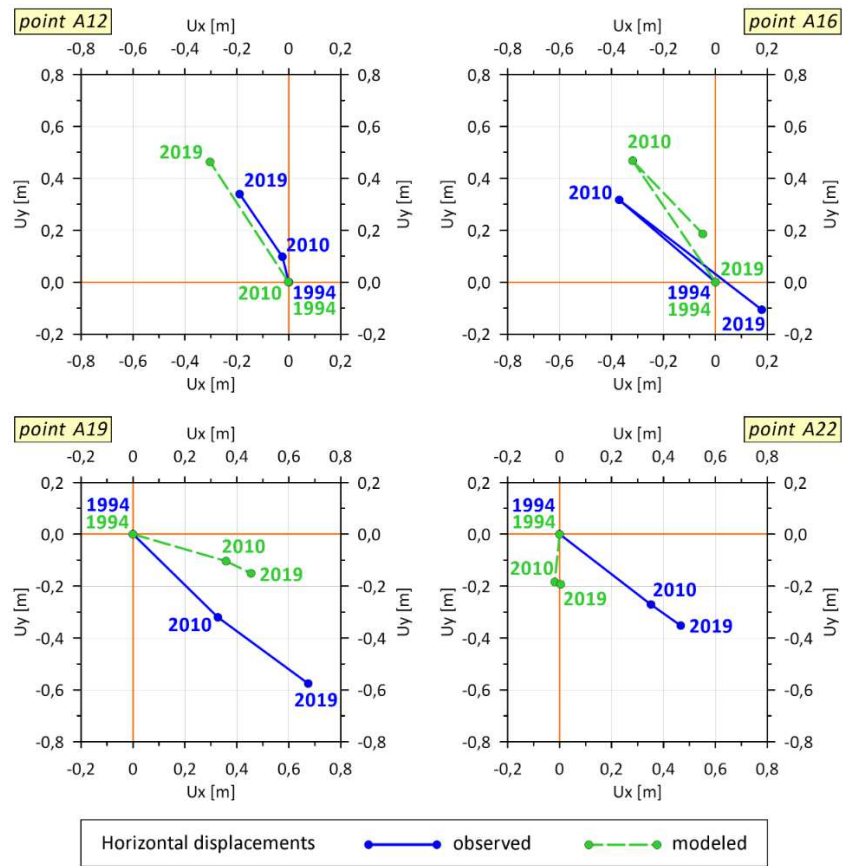 point A12
Ux [m]
-0,8 -0,6 -0,4 -0,2 0 0,2
0,8 0,8
0,6 0,6
2019
2019
0,4 0,4
Uy [m] Uy [m]
0,2 0,2
2010
0,0 0,0
2010 1994
1994
-0,2 -0,2
-0,8 -0,6 -0,4 -0,2 0 0,2
Ux [m]
point A16
Ux [m]
-0,8 -0,6 -0,4 -0,2 0 0,2
0,8 0,8
0,6 0,6
2010
0,4 0,4
2010
Uy [m] Uy [m]
0,2 0,2
2019
0,0 0,0
1994
1994
2019
-0,2 -0,2
-0,8 -0,6 -0,4 -0,2 0 0,2
Ux [m]
point A19
Ux [m]
-0,2 0 0,2 0,4 0,6 0,8
0,2 0,2
1994
1994
0,0 0,0
2010
2019
-0,2 -0,2
Uy [m] Uy [m]
2010
-0,4 -0,4
-0,6 -0,6
2019
-0,8 -0,8
-0,2 0 0,2 0,4 0,6 0,8
Ux [m]
point A22
Ux [m]
-0,2 0 0,2 0,4 0,6 0,8
0,2 0,2
1994
1994
0,0 0,0
2010
2010
-0,2 -0,2
2019
Uy [m] Uy [m]
2019
-0,4 -0,4
-0,6 -0,6
-0,8 -0,8
-0,2 0 0,2 0,4 0,6 0,8
Ux [m]
Horizontal displacements observed modeled